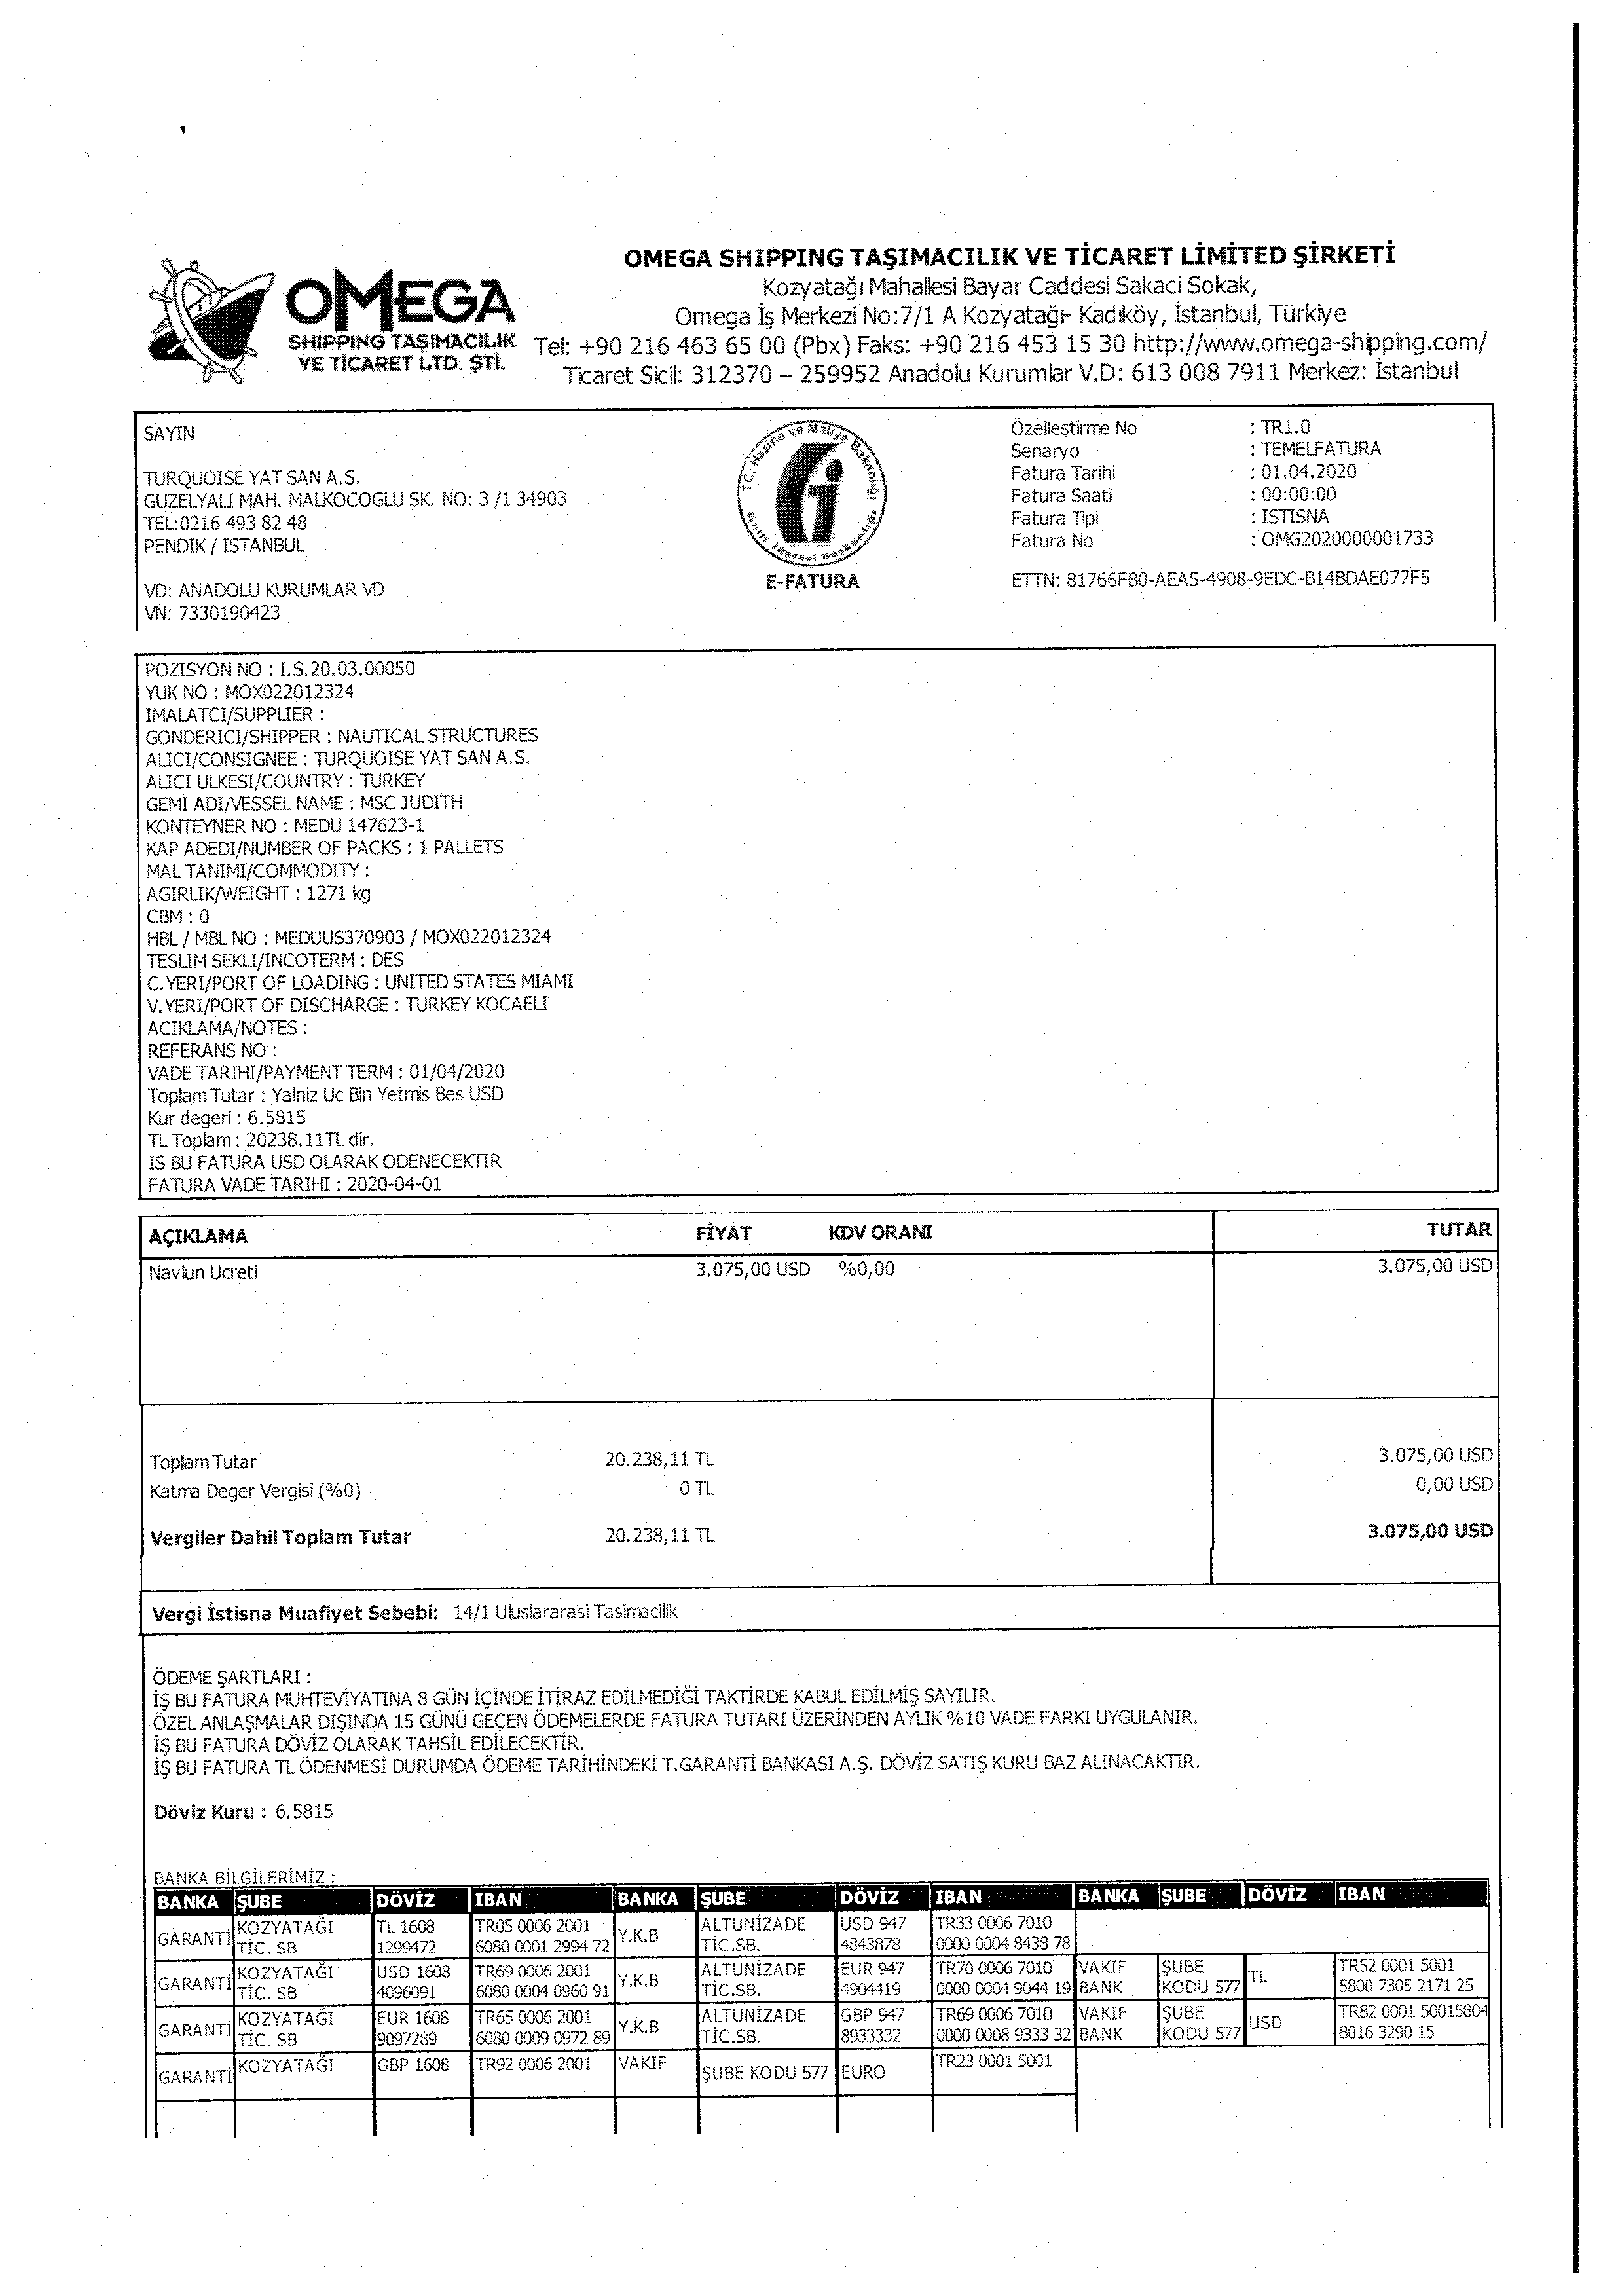 OMEGA SHIPPING TAŞIMACILIK VE TİCARET LİMİTED ŞİRKETİ
Kozyatağı Mahallesi Bayar Caddesi Sakaci Sokak,
Omega İş Merkezi No:7/1 A Kozyatağı- Kadıköy, İstanbul, Türkiye
Tel: +90 216 463 65 00 (Pbx) Faks: +90 216 453 15 30 http://www.omega-shipping.com/
Ticaret Sicil: 312370 – 259952 Anadolu Kurumlar V.D: 613 008 7911 Merkez: İstanbul
OMEGA
SHIPPING TAŞIMACILIK
VE TİCARET LTD. ŞTİ.
SAYIN
TURQUOISE YAT SAN A.S.
GUZELYALI MAH. MALKOCOGLU SK. NO: 3 /1 34903
TEL:0216 493 82 48
PENDIK / ISTANBUL
VD: ANADOLU KURUMLAR VD
VN: 7330190423
T.C. Hazine ve Maliye Bakanlığı
Gelir İdaresi Başkanlığı
E-FATURA
Özelleştirme No : TR1.0
Senaryo : TEMELFATURA
Fatura Tarihi : 01.04.2020
Fatura Saati : 00:00:00
Fatura Tipi : ISTISNA
Fatura No : OMG2020000001733
ETTN: 81766FB0-AEA5-4908-9EDC-B14BDAE077F5
POZISYON NO : I.S.20.03.00050
YUK NO : MOX022012324
IMALATCI/SUPPLIER :
GONDERICI/SHIPPER : NAUTICAL STRUCTURES
ALICI/CONSIGNEE : TURQUOISE YAT SAN A.S.
ALICI ULKESI/COUNTRY : TURKEY
GEMI ADI/VESSEL NAME : MSC JUDITH
KONTEYNER NO : MEDU 147623-1
KAP ADEDI/NUMBER OF PACKS : 1 PALLETS
MAL TANIMI/COMMODITY :
AGIRLIK/WEIGHT : 1271 kg
CBM : 0
HBL / MBL NO : MEDUUS370903 / MOX022012324
TESLIM SEKLI/INCOTERM : DES
C.YERI/PORT OF LOADING : UNITED STATES MIAMI
V.YERI/PORT OF DISCHARGE : TURKEY KOCAELI
ACIKLAMA/NOTES :
REFERANS NO :
VADE TARIHI/PAYMENT TERM : 01/04/2020
Toplam Tutar : Yalniz Uc Bin Yetmis Bes USD
Kur degeri : 6.5815
TL Toplam : 20238.11TL dir.
IS BU FATURA USD OLARAK ODENECEKTIR
FATURA VADE TARIHI : 2020-04-01
AÇIKLAMA FİYAT KDV ORANI TUTAR
Navlun Ucreti 3.075,00 USD %0,00 3.075,00 USD
Toplam Tutar 20.238,11 TL 3.075,00 USD
Katma Deger Vergisi (%0) 0 TL 0,00 USD
Vergiler Dahil Toplam Tutar 20.238,11 TL 3.075,00 USD
Vergi İstisna Muafiyet Sebebi: 14/1 Uluslararasi Tasimacilik
ÖDEME ŞARTLARI :
İŞ BU FATURA MUHTEVİYATINA 8 GÜN İÇİNDE İTİRAZ EDİLMEDİĞİ TAKTİRDE KABUL EDİLMİŞ SAYILIR.
ÖZEL ANLAŞMALAR DIŞINDA 15 GÜNÜ GEÇEN ÖDEMELERDE FATURA TUTARI ÜZERİNDEN AYLIK %10 VADE FARKI UYGULANIR.
İŞ BU FATURA DÖVİZ OLARAK TAHSİL EDİLECEKTİR.
İŞ BU FATURA TL ÖDENMESİ DURUMDA ÖDEME TARİHİNDEKİ T.GARANTİ BANKASI A.Ş. DÖVİZ SATIŞ KURU BAZ ALINACAKTIR.
Döviz Kuru : 6.5815
BANKA BİLGİLERİMİZ :
BANKA ŞUBE DÖVİZ IBAN BANKA ŞUBE DÖVİZ IBAN BANKA ŞUBE DÖVİZ IBAN
GARANTİ KOZYATAĞI TİC. SB TL 1608 1299472 TR05 0006 2001 6080 0001 2994 72 Y.K.B ALTUNİZADE TİC.SB. USD 947 4843878 TR33 0006 7010 0000 0004 8438 78
GARANTİ KOZYATAĞI TİC. SB USD 1608 4096091 TR69 0006 2001 6080 0004 0960 91 Y.K.B ALTUNİZADE TİC.SB. EUR 947 4904419 TR70 0006 7010 0000 0004 9044 19 VAKIF BANK ŞUBE KODU 577 TL TR52 0001 5001 5800 7305 2171 25
GARANTİ KOZYATAĞI TİC. SB EUR 1608 9097289 TR65 0006 2001 6080 0009 0972 89 Y.K.B ALTUNİZADE TİC.SB. GBP 947 8933332 TR69 0006 7010 0000 0008 9333 32 VAKIF BANK ŞUBE KODU 577 USD TR82 0001 50015804 8016 3290 15
GARANTİ KOZYATAĞI GBP 1608 TR92 0006 2001 VAKIF ŞUBE KODU 577 EURO TR23 0001 5001